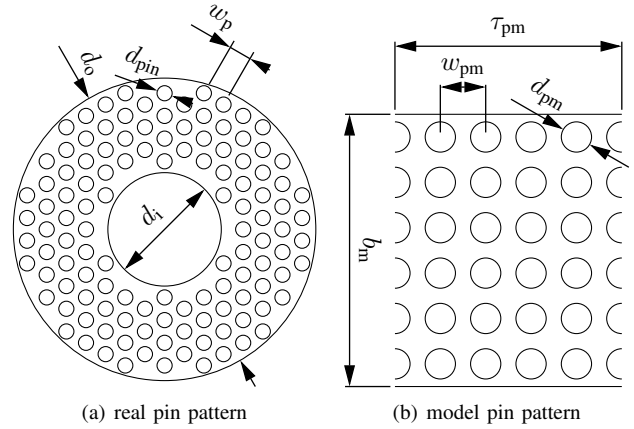 d_o
d_pin
w_p
d_i
(a) real pin pattern
τ_pm
w_pm
d_pm
b_m
(b) model pin pattern